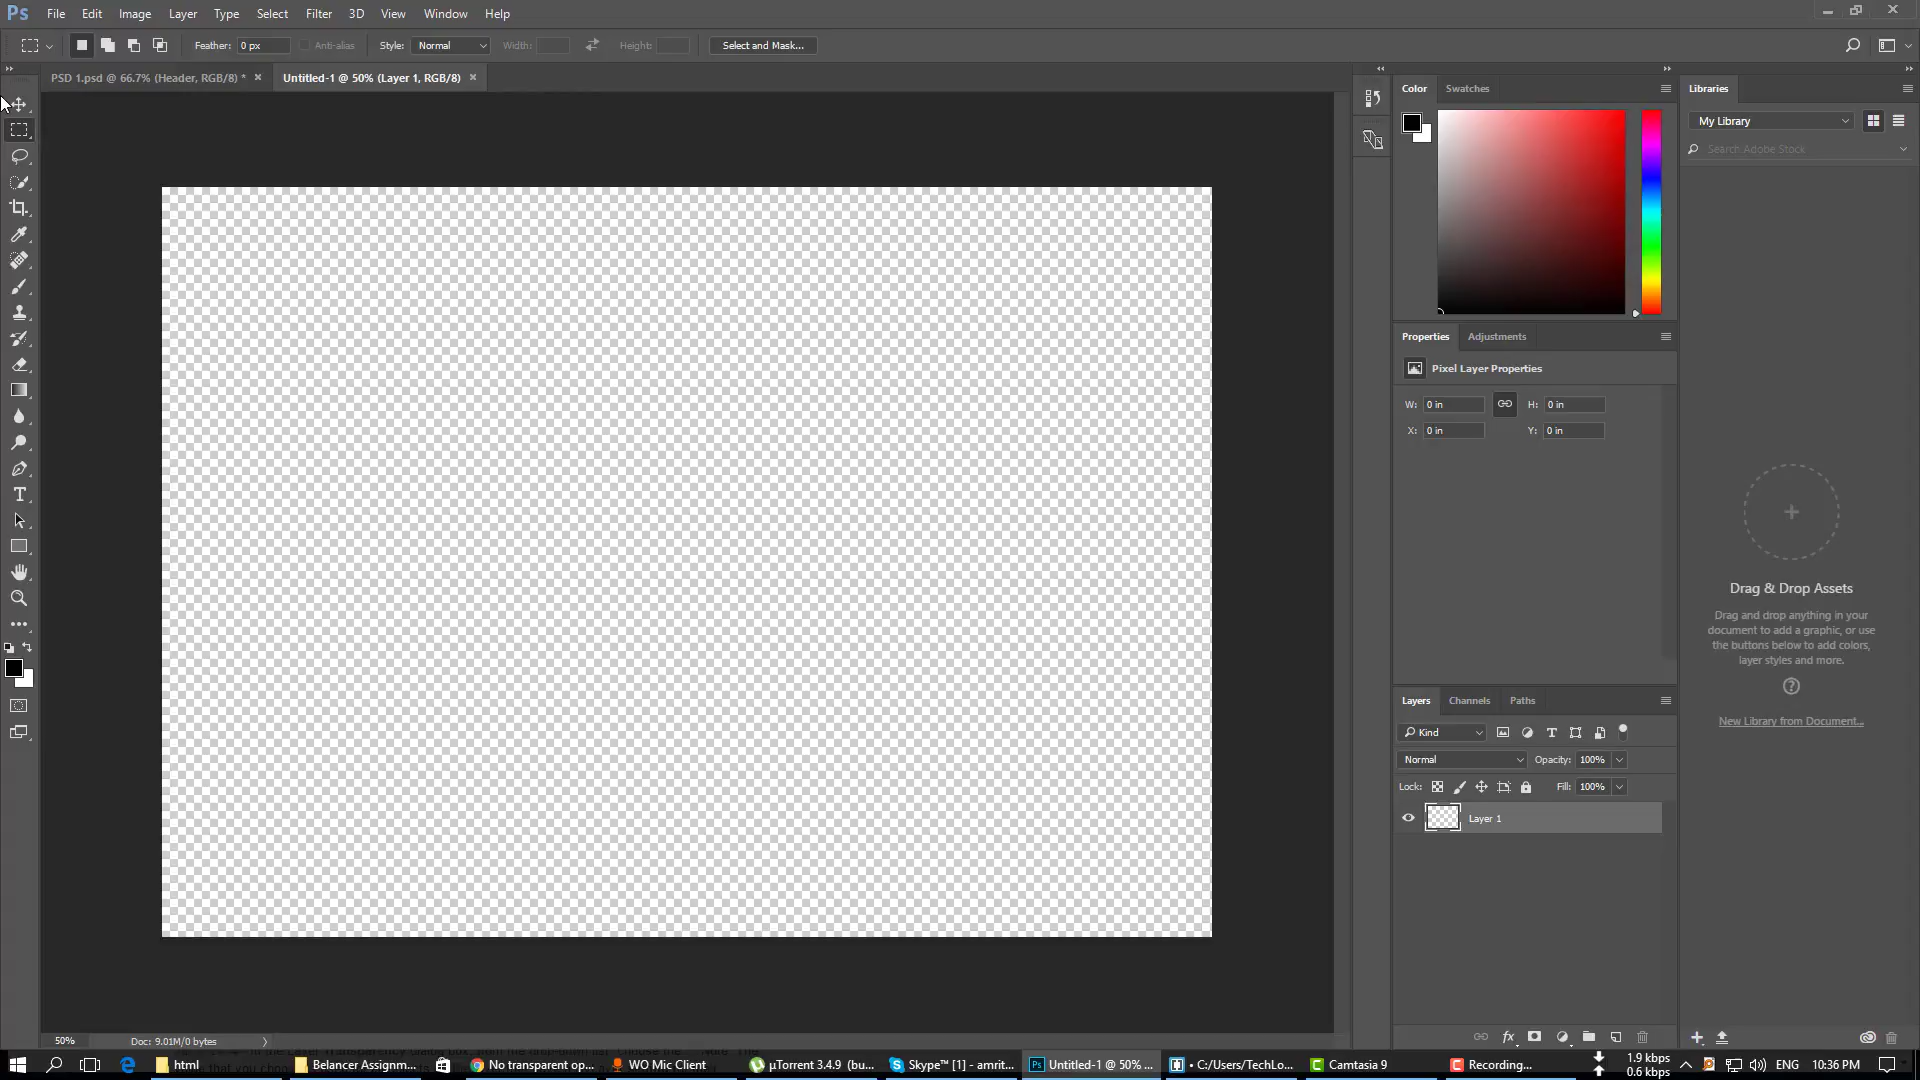 Ps File Edit Image Layer Type Select Filter 3D View Window Help
Feather: 0 px Anti-alias Style: Normal Width: Height: Select and Mask...
PSD 1.psd @ 66.7% (Header, RGB/8) * × Untitled-1 @ 50% (Layer 1, RGB/8) ×
Color Swatches
Libraries
My Library
Search Adobe Stock
Properties Adjustments
Pixel Layer Properties
W: 0 in H: 0 in
X: 0 in Y: 0 in
Drag & Drop Assets
Drag and drop anything in your
document to add a graphic, or use
the buttons below to add colors,
layer styles and more.
New Library from Document...
Layers Channels Paths
Kind
Normal Opacity: 100%
Lock: Fill: 100%
Layer 1
50% Doc: 9.01M/0 bytes
html Belancer Assignm... No transparent op... WO Mic Client µTorrent 3.4.9 (bu... Skype™ [1] - amrit... Untitled-1 @ 50% ... • C:/Users/TechLo... Camtasia 9 Recording... 1.9 kbps ENG 10:36 PM
0.6 kbps